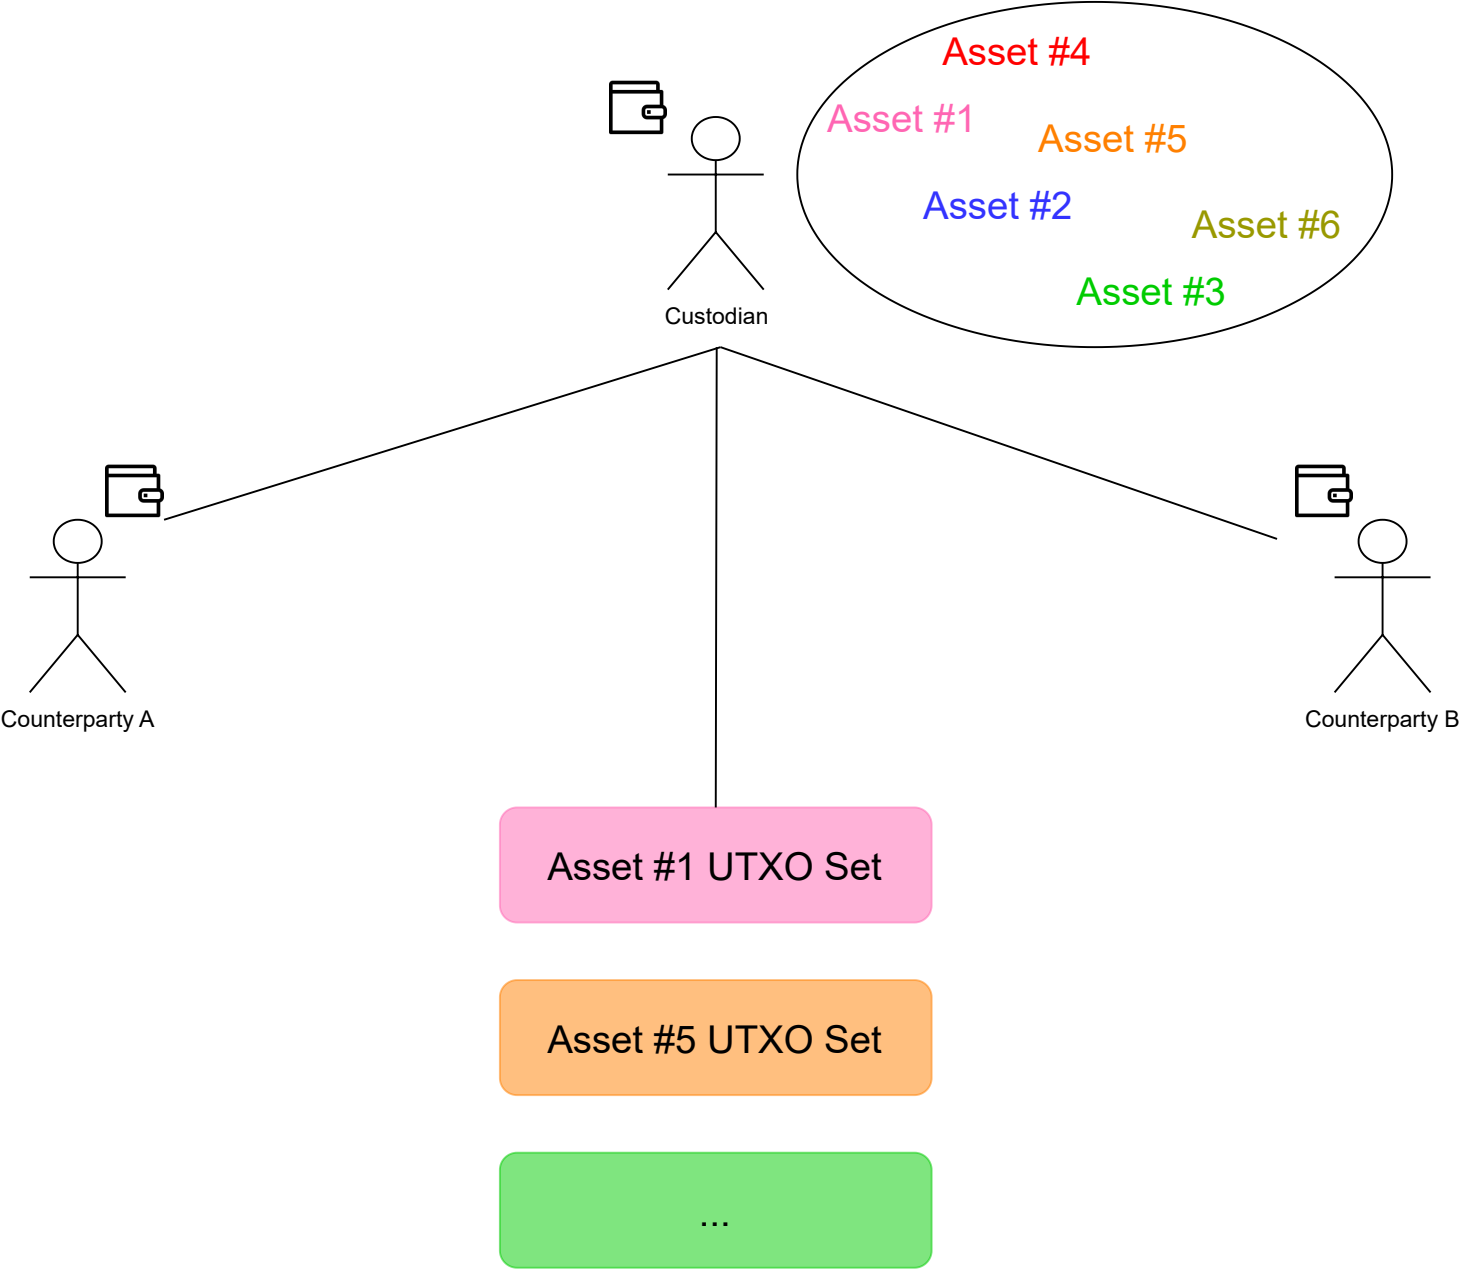 Asset #4
Asset #1
Asset #5
Asset #2
Asset #6
Asset #3
Custodian
Counterparty A
Counterparty B
Asset #1 UTXO Set
Asset #5 UTXO Set
...